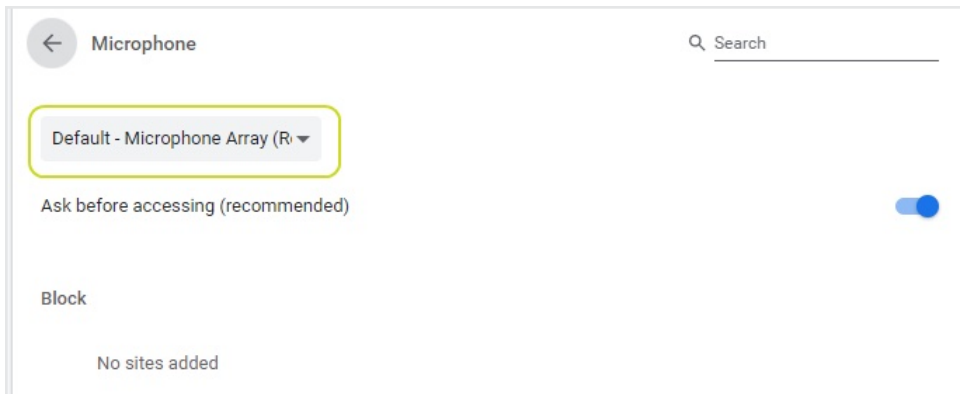 Microphone
Search
Default - Microphone Array (R
Ask before accessing (recommended)
Block
No sites added